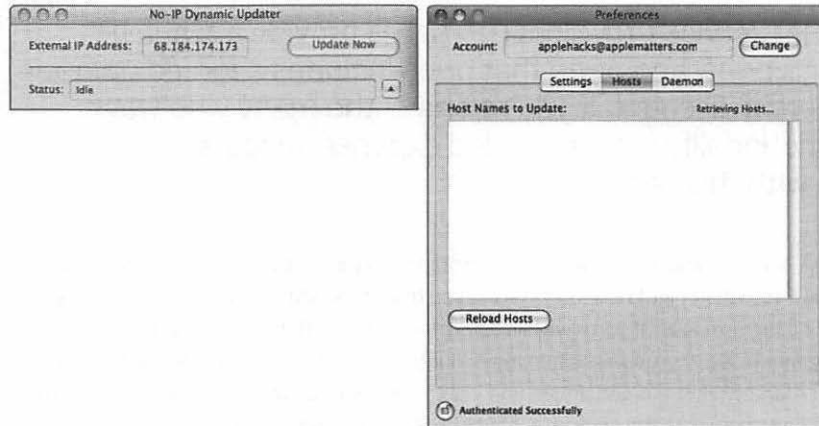 No-IP Dynamic Updater
External IP Address: 68.184.174.173 Update Now
Status: Idle
Preferences
Account: applehacks@applematters.com Change
Settings Hosts Daemon
Host Names to Update: Retrieving Hosts...
Reload Hosts
Authenticated Successfully